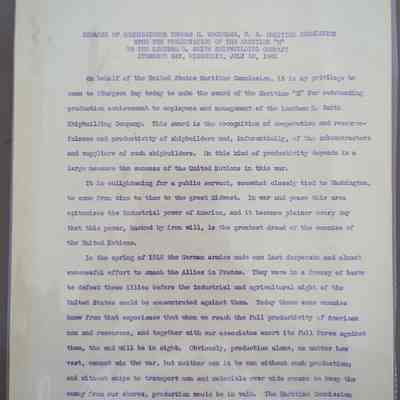 REMARKS OF COMMISSIONER THOMAS M. WOODWARD, U. S. MARITIME COMMISSION
UPON THE PRESENTATION OF THE MARITIME "M"
TO THE LEATHEM D. SMITH SHIPBUILDING COMPANY
STURGEON BAY, WISCONSIN, JULY 1942
On behalf of the United States Maritime Commission, it is my privilege to
come to Sturgeon Bay today to make the award of the Maritime "M" for outstanding
production achievement to employees and management of the Leathem D. Smith
Shipbuilding Company. This award is the recognition of cooperation and resource-
fulness and productivity of shipbuilders and, inferentially, of the subcontractors
and suppliers of such shipbuilders. On this kind of productivity depends in a
large measure the success of the United Nations in this war.
It is enlightening for a public servant, somewhat closely tied to Washington,
to come from time to time to the great Midwest. In war and peace this area
epitomizes the industrial power of America, and it became plainer every day
that this power, backed by firm will, is the greatest dread of the enemies of
the United Nations.
In the spring of 1918 the German armies made one last desperate and almost
successful effort to smash the Allies in France. They were in a frenzy of haste
to defeat these Allies before the industrial and agricultural might of the
United States could be concentrated against them. Today these same enemies
know from that experience that when we reach the full productivity of American
men and resources, and together with our associates exert its full force against
them, the end will be in sight. Obviously, production alone, no matter how
vast, cannot win the war, but neither can it be won without such production;
and without ships to transport men and materials over wide oceans to keep the
enemy from our shores, production would be in vain. The Maritime Commission